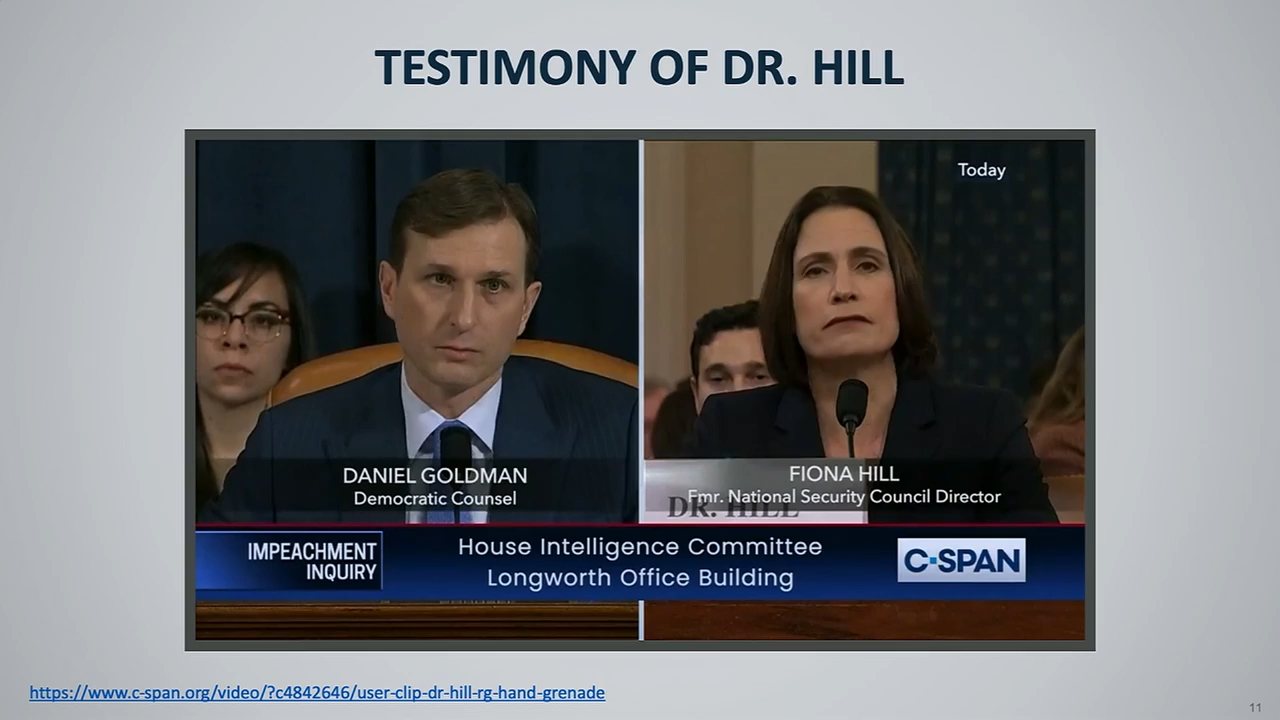 TESTIMONY OF DR. HILL
Today
DANIEL GOLDMAN
Democratic Counsel
FIONA HILL
Fmr. National Security Council Director
DR. HILL
IMPEACHMENT
INQUIRY
House Intelligence Committee
Longworth Office Building
C-SPAN
https://www.c-span.org/video/?c4842646/user-clip-dr-hill-rg-hand-grenade
11